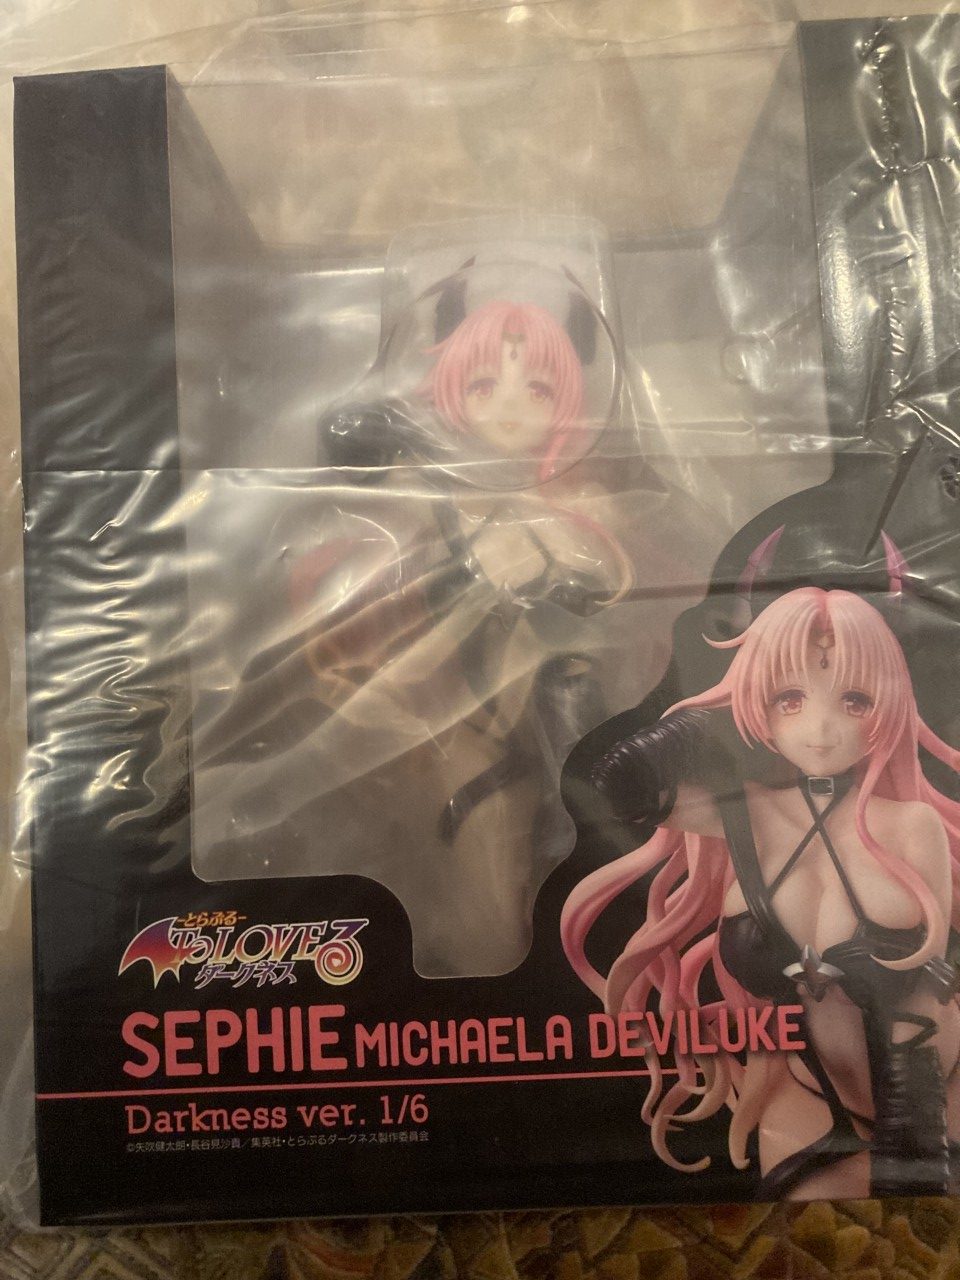 -とらぶる-
To LOVEる
ダークネス
SEPHIE MICHAELA DEVILUKE
Darkness ver. 1/6
©矢吹健太朗・長谷見沙貴／集英社・とらぶるダークネス製作委員会